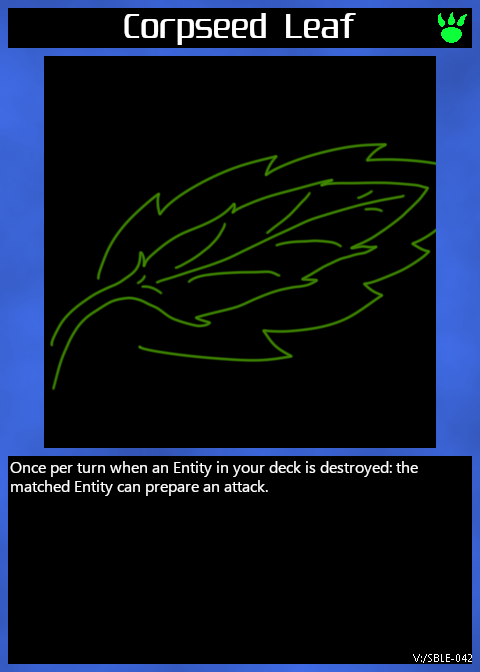 Corpseed Leaf
Once per turn when an Entity in your deck is destroyed: the
matched Entity can prepare an attack.
V:/SBLE-042